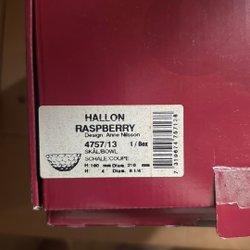 HALLON
RASPBERRY
Design: Anne Nilsson
4757/13 1 / Box
SKÅL/BOWL
SCHALE/COUPE
H 100 mm Diam. 210 mm
H 4" Diam. 8 1/4"